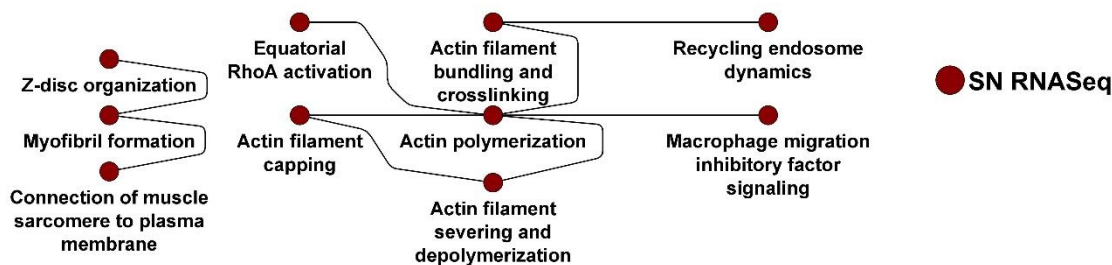 Z-disc organization
Myofibril formation
Connection of muscle
sarcomere to plasma
membrane
Equatorial
RhoA activation
Actin filament
capping
Actin filament
bundling and
crosslinking
Actin polymerization
Actin filament
severing and
depolymerization
Recycling endosome
dynamics
Macrophage migration
inhibitory factor
signaling
SN RNASeq